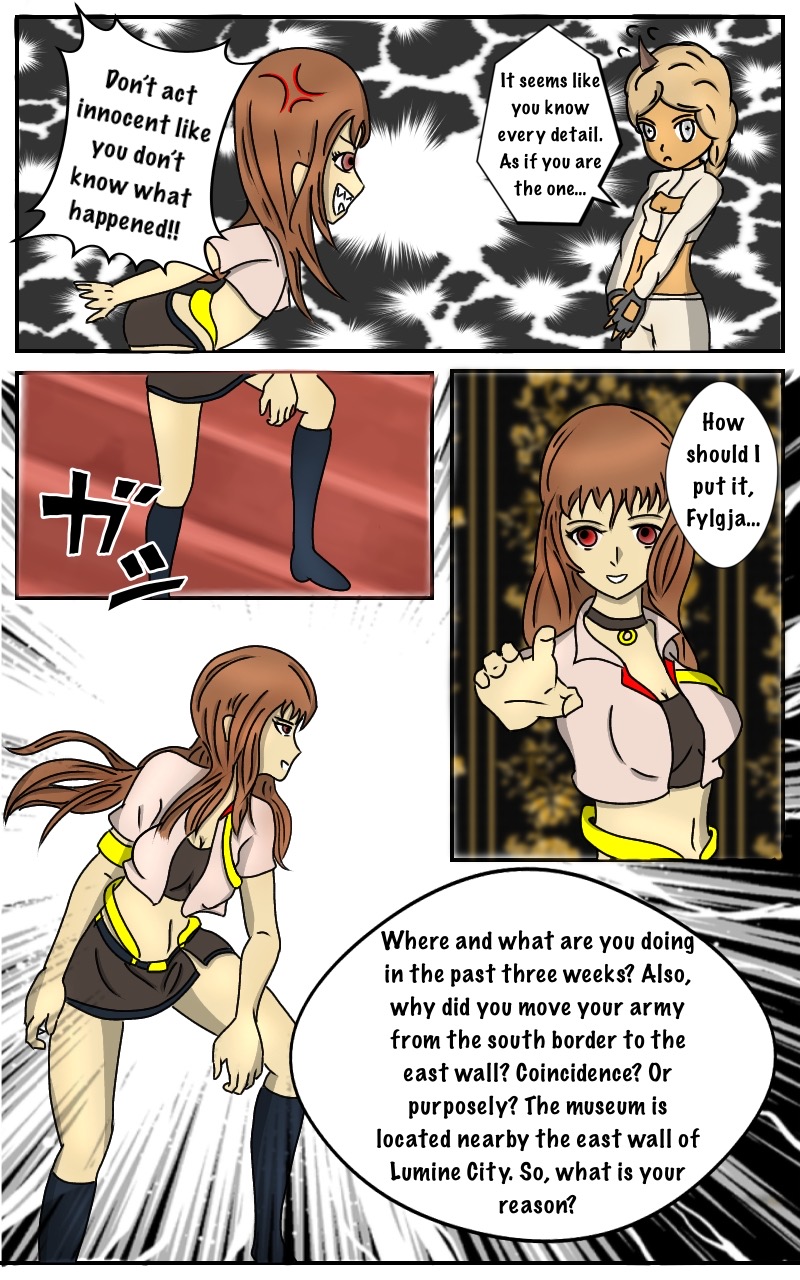 Don't act
innocent like
you don't
know what
happened!!
It seems like
you know
every detail.
As if you are
the one...
ガッ
How
should I
put it,
Fylgja...
Where and what are you doing
in the past three weeks? Also,
why did you move your army
from the south border to the
east wall? Coincidence? Or
purposely? The museum is
located nearby the east wall of
Lumine City. So, what is your
reason?